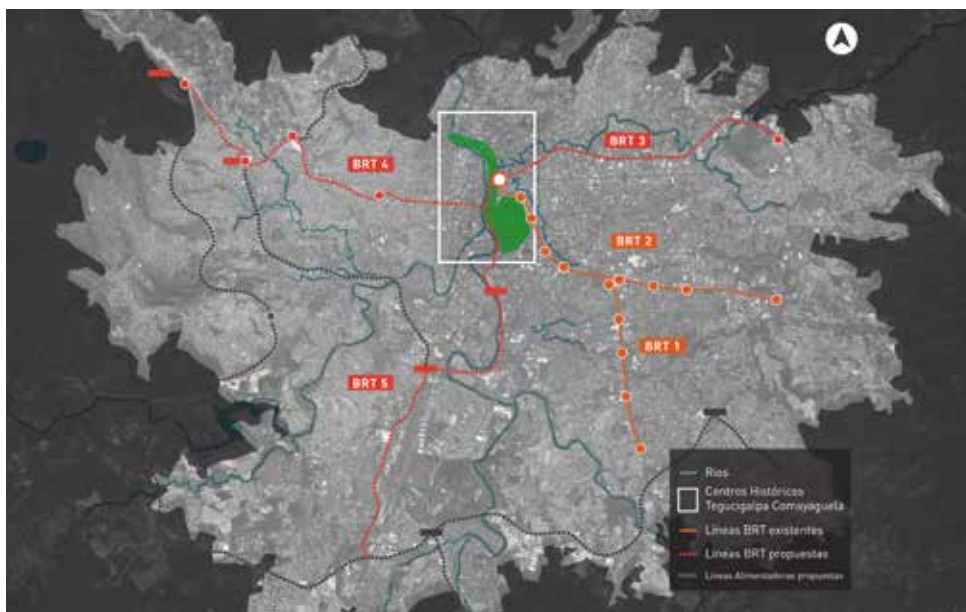 BRT 3
BRT 4
BRT 2
BRT 1
BRT 5
Ríos
Centros Históricos
Tegucigalpa Comayaguela
Líneas BRT existentes
Líneas BRT propuestas
Líneas Alimentadoras propuestas